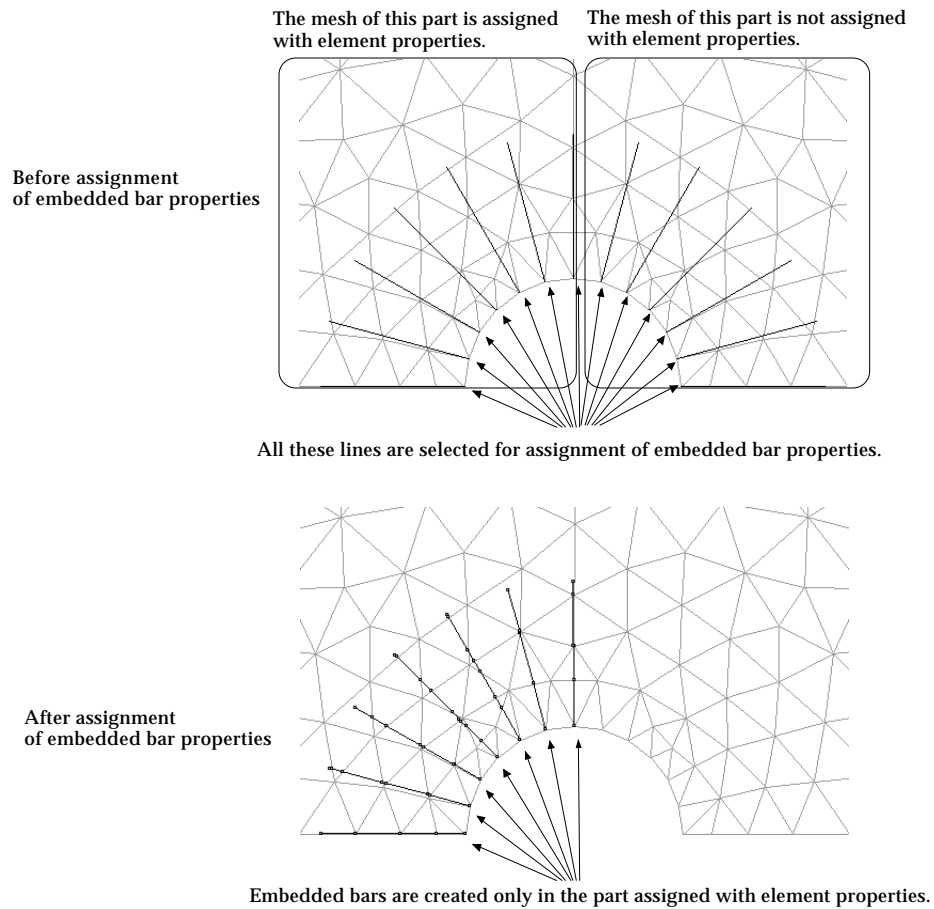 The mesh of this part is assigned
with element properties.
The mesh of this part is not assigned
with element properties.
Before assignment
of embedded bar properties
All these lines are selected for assignment of embedded bar properties.
After assignment
of embedded bar properties
Embedded bars are created only in the part assigned with element properties.